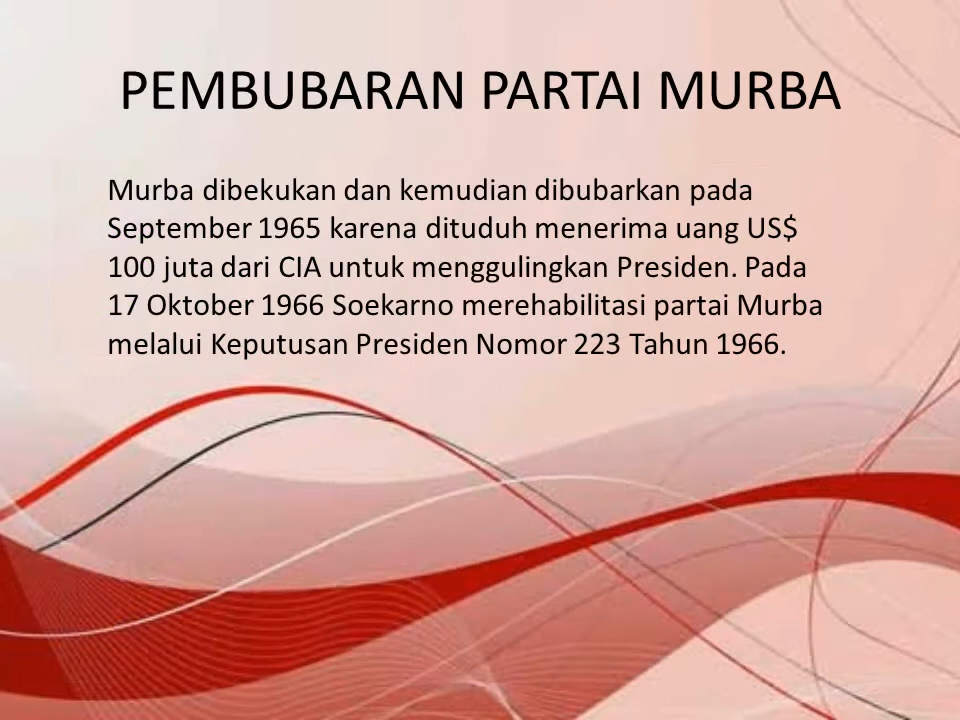 PEMBUBARAN PARTAI MURBA
Murba dibekukan dan kemudian dibubarkan pada
September 1965 karena dituduh menerima uang US$
100 juta dari CIA untuk menggulingkan Presiden. Pada
17 Oktober 1966 Soekarno merehabilitasi partai Murba
melalui Keputusan Presiden Nomor 223 Tahun 1966.